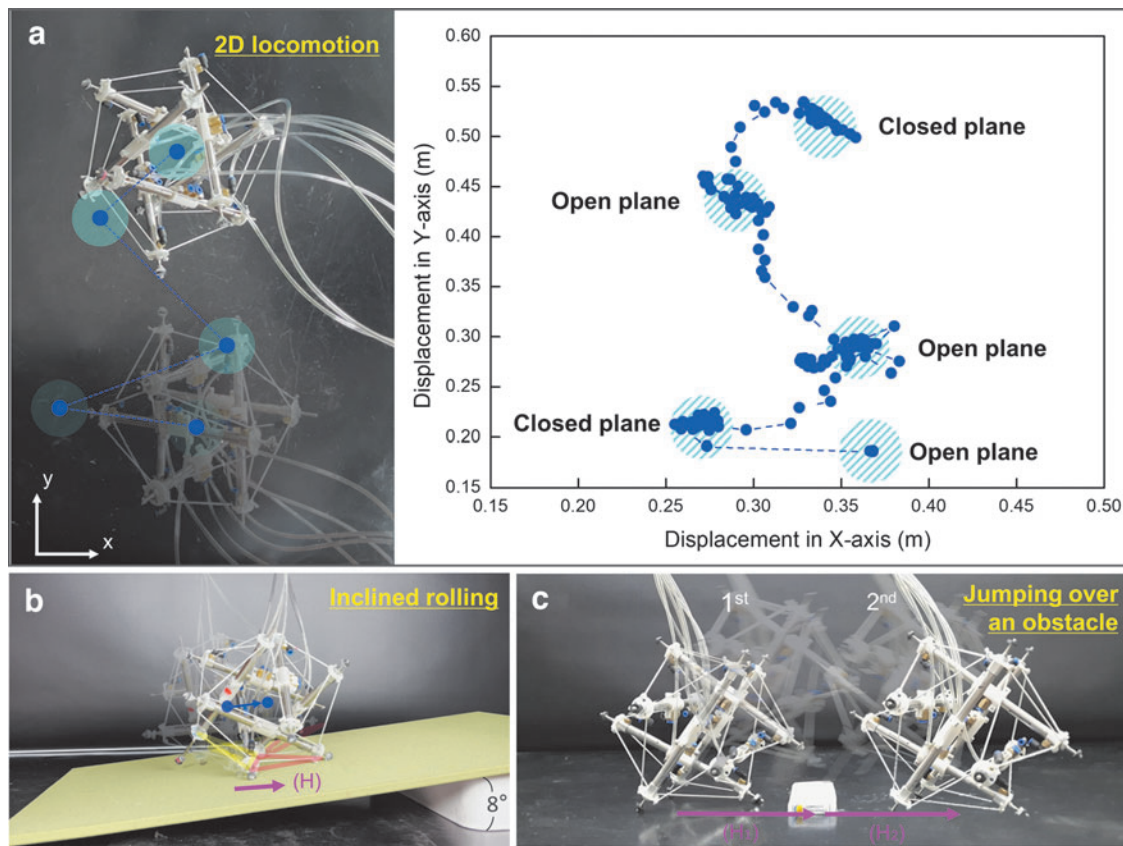 a
2D locomotion
y
x
Displacement in Y-axis (m)
0.60
0.55
0.50
0.45
0.40
0.35
0.30
0.25
0.20
0.15
Closed plane
Open plane
Open plane
Closed plane
Open plane
0.15
0.20
0.25
0.30
0.35
0.40
0.45
0.50
Displacement in X-axis (m)
b
Inclined rolling
(H)
8°
c
1st
2nd
Jumping over
an obstacle
(H₁)
(H₂)